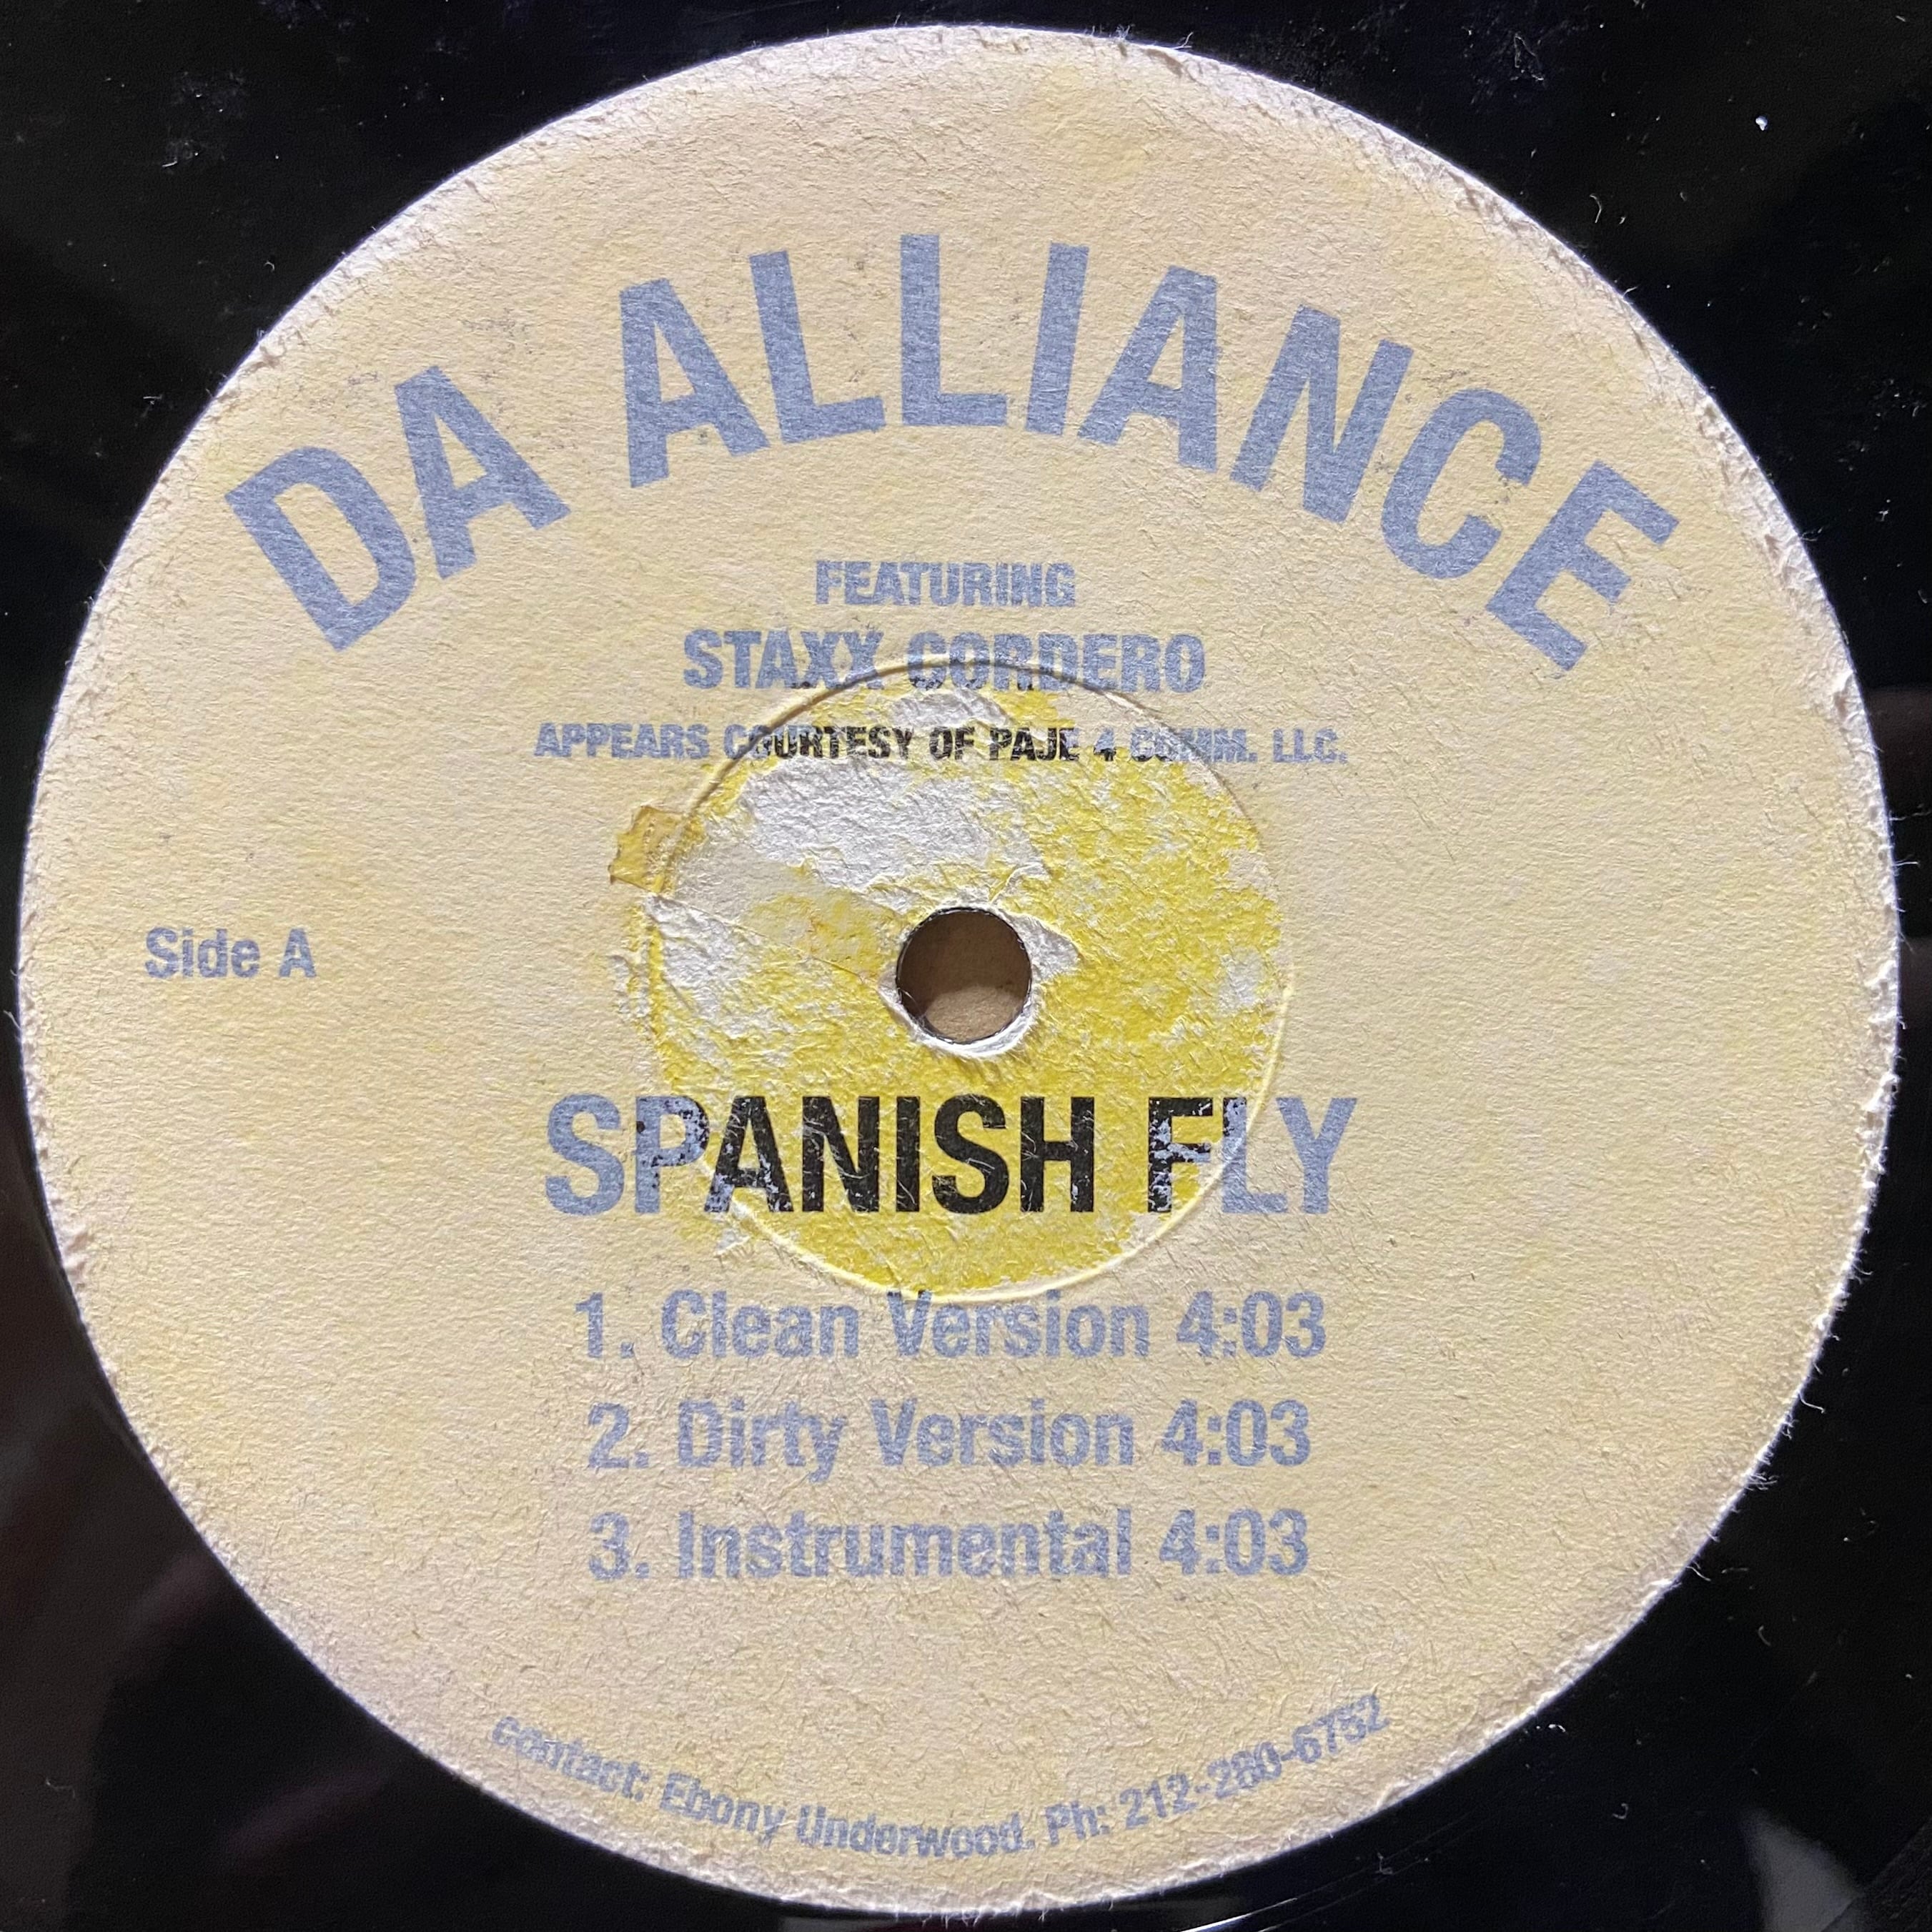 DA ALLIANCE
FEATURING
STAXX CORDERO
APPEARS COURTESY OF PAJE 4 COMM. LLC.
Side A
SPANISH FLY
1. Clean Version 4:03
2. Dirty Version 4:03
3. Instrumental 4:03
contact: Ebony Underwood. Ph: 212-280-6752